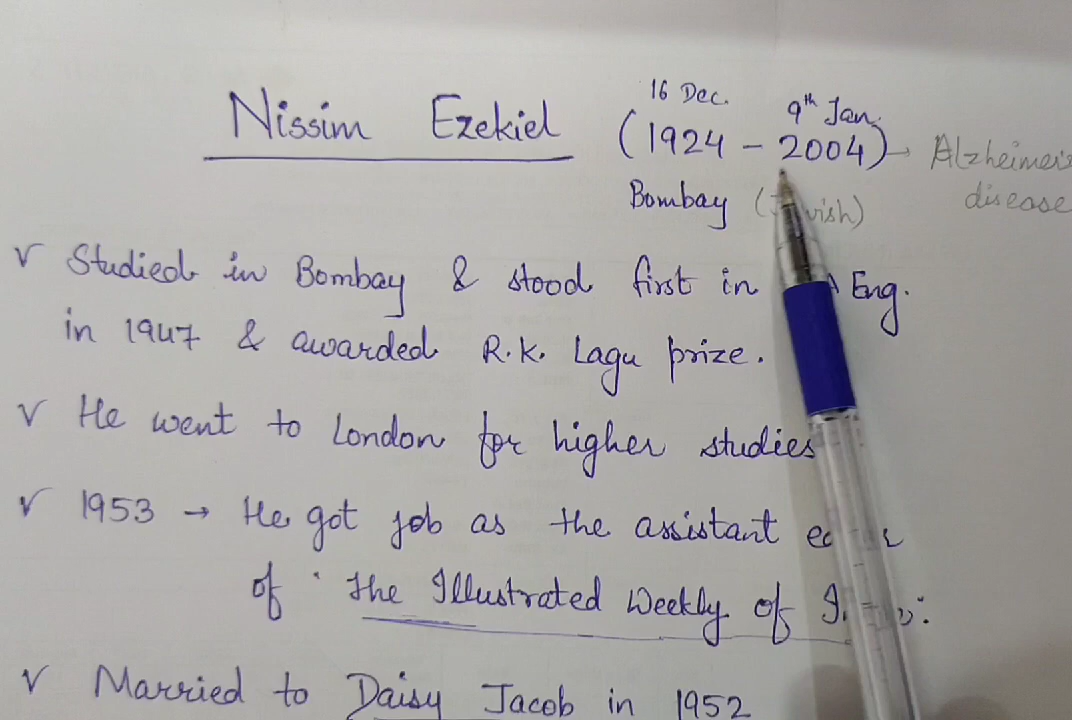 16 Dec. 9th Jan.
Nissim Ezekiel (1924 - 2004) → Alzheimer's
Bombay disease
✓ Studied in Bombay & stood first in Eng.
in 1947 & awarded R.K. Lagu prize.
✓ He went to London for higher studies
✓ 1953 → He got job as the assistant
of the Illustrated Weekly of
✓ Married to Daisy Jacob in 1952